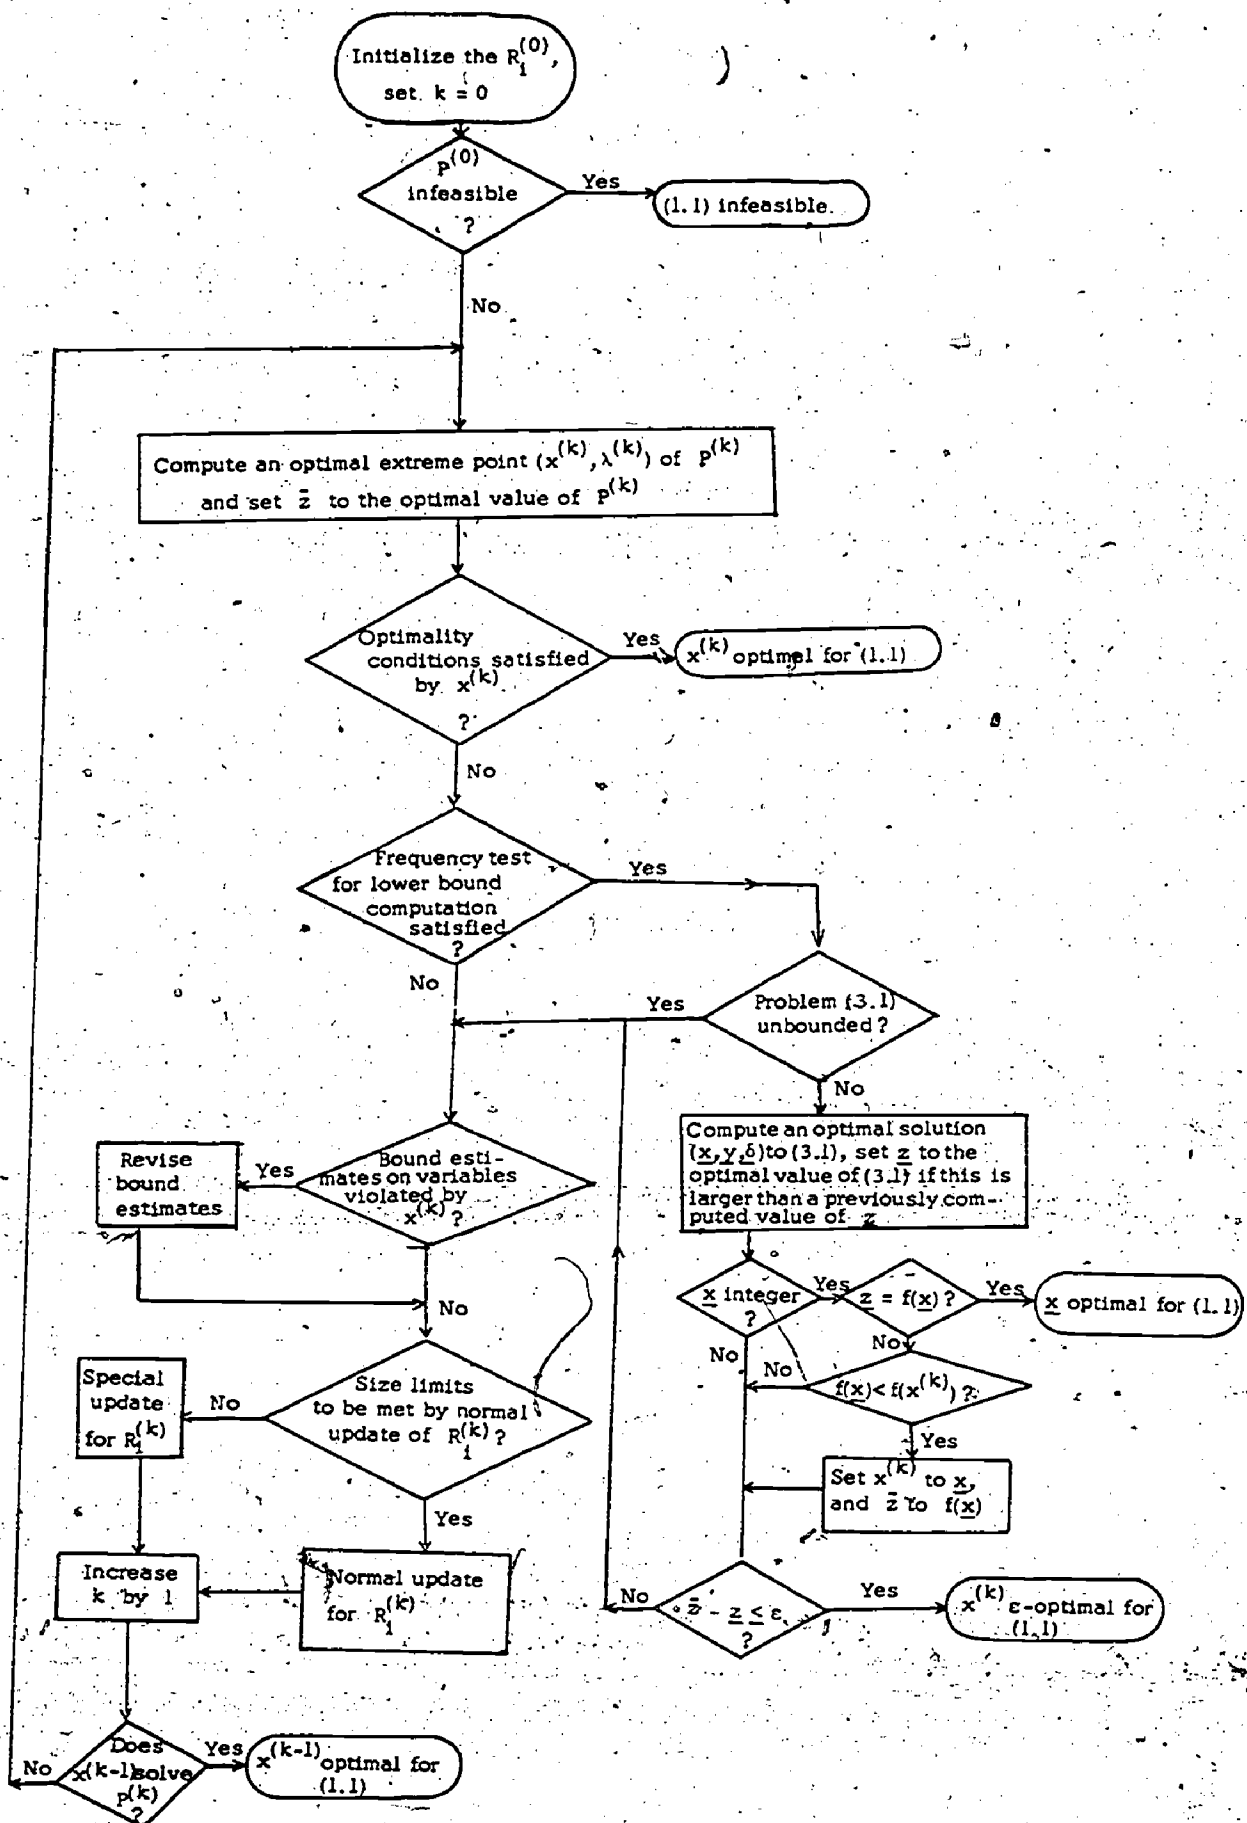 Initialize the R_i^(0),
set k = 0
P^(0)
infeasible
?
Yes
(1.1) infeasible.
No
Compute an optimal extreme point (x^(k), λ^(k)) of P^(k)
and set z̄ to the optimal value of P^(k)
Optimality
conditions satisfied
by x^(k)
?
Yes
x^(k) optimal for (1.1)
No
Frequency test
for lower bound
computation
satisfied
?
Yes
No
Problem (3.1)
unbounded?
Yes
No
Compute an optimal solution
(x̲, y̲, δ̲) to (3.1), set z̲ to the
optimal value of (3.1) if this is
larger than a previously com-
puted value of z̲
Bound esti-
mates on variables
violated by
x^(k) ?
Yes
Revise
bound
estimates
No
x̲ integer
?
Yes
z̲ = f(x̲) ?
Yes
x̲ optimal for (1.1)
No
No
f(x̲) < f(x^(k)) ?
No
Yes
Set x^(k) to x̲,
and z̄ to f(x̲)
Size limits
to be met by normal
update of R_i^(k) ?
No
Special
update
for R_i^(k)
Yes
Normal update
for R_i^(k)
Increase
k by 1
z̄ - z̲ ≤ ε
?
No
Yes
x^(k) ε-optimal for
(1.1)
Does
x^(k-1) solve
P^(k)
?
No
Yes
x^(k-1) optimal for
(1.1)